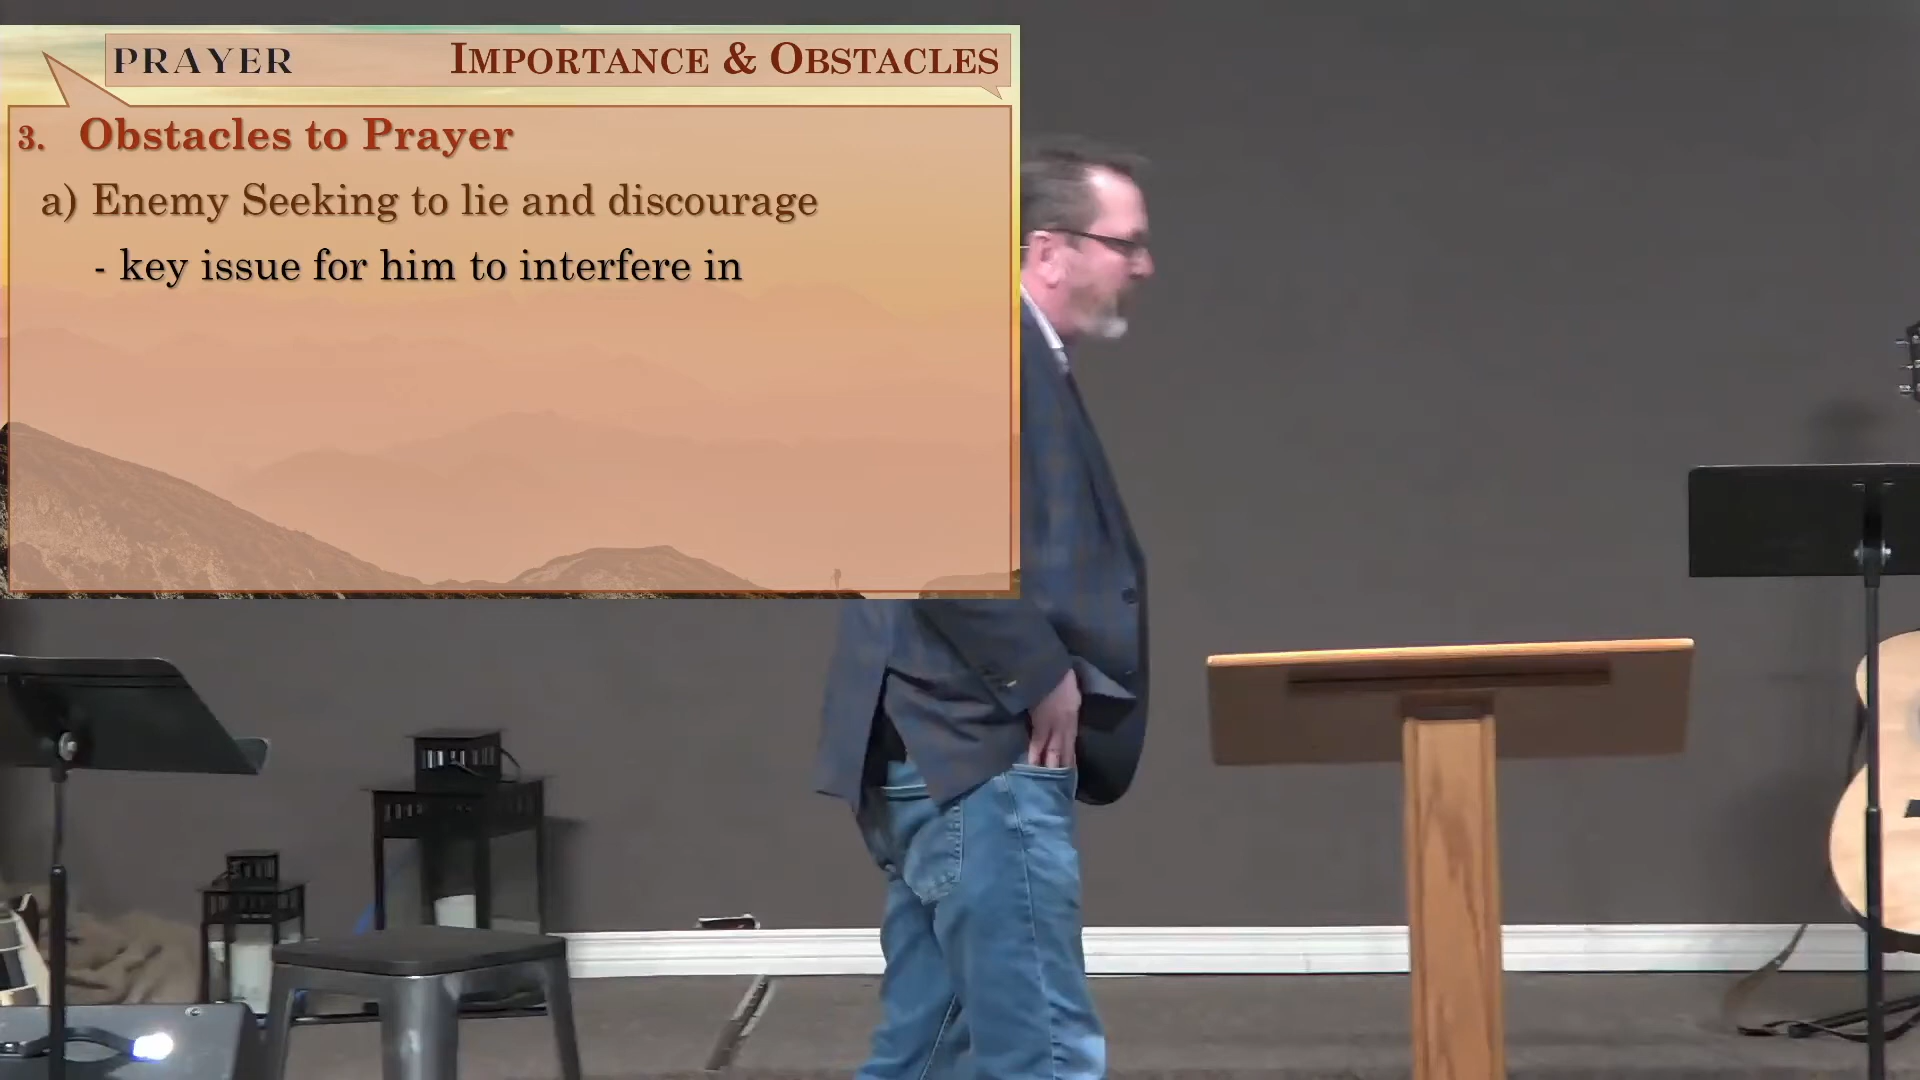 PRAYER IMPORTANCE & OBSTACLES
3. Obstacles to Prayer
a) Enemy Seeking to lie and discourage
- key issue for him to interfere in